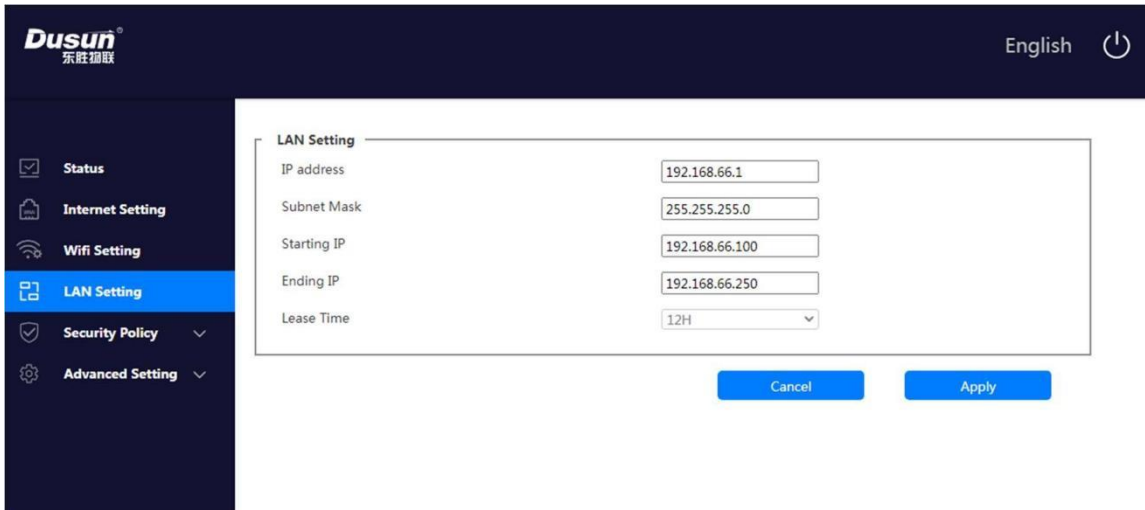 Dusun®
东胜物联
English
Status
Internet Setting
Wifi Setting
LAN Setting
Security Policy
Advanced Setting
LAN Setting
IP address 192.168.66.1
Subnet Mask 255.255.255.0
Starting IP 192.168.66.100
Ending IP 192.168.66.250
Lease Time 12H
Cancel Apply